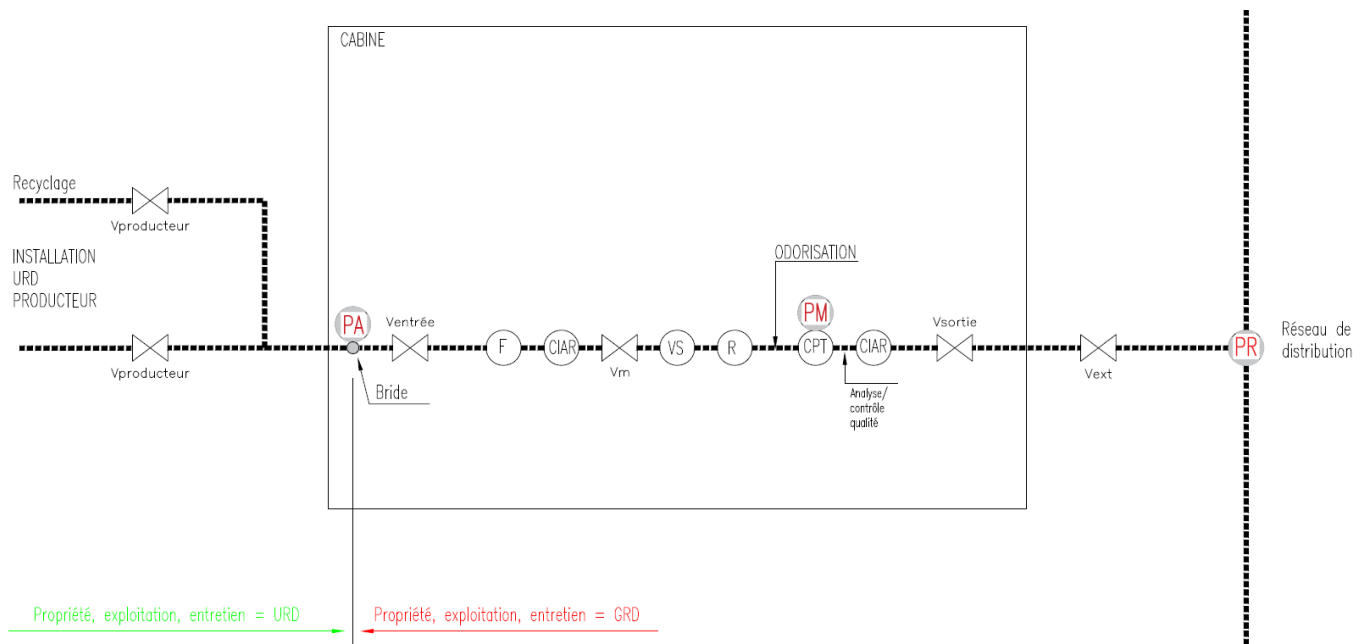 CABINE
Recyclage
Vproducteur
INSTALLATION
URD
PRODUCTEUR
Vproducteur
PA
Bride
Ventrée
F
CIAR
Vm
VS
R
ODORISATION
PM
CPT
Analyse/
contrôle
qualité
CIAR
Vsortie
Vext
PR
Réseau de
distribution
Propriété, exploitation, entretien = URD
Propriété, exploitation, entretien = GRD